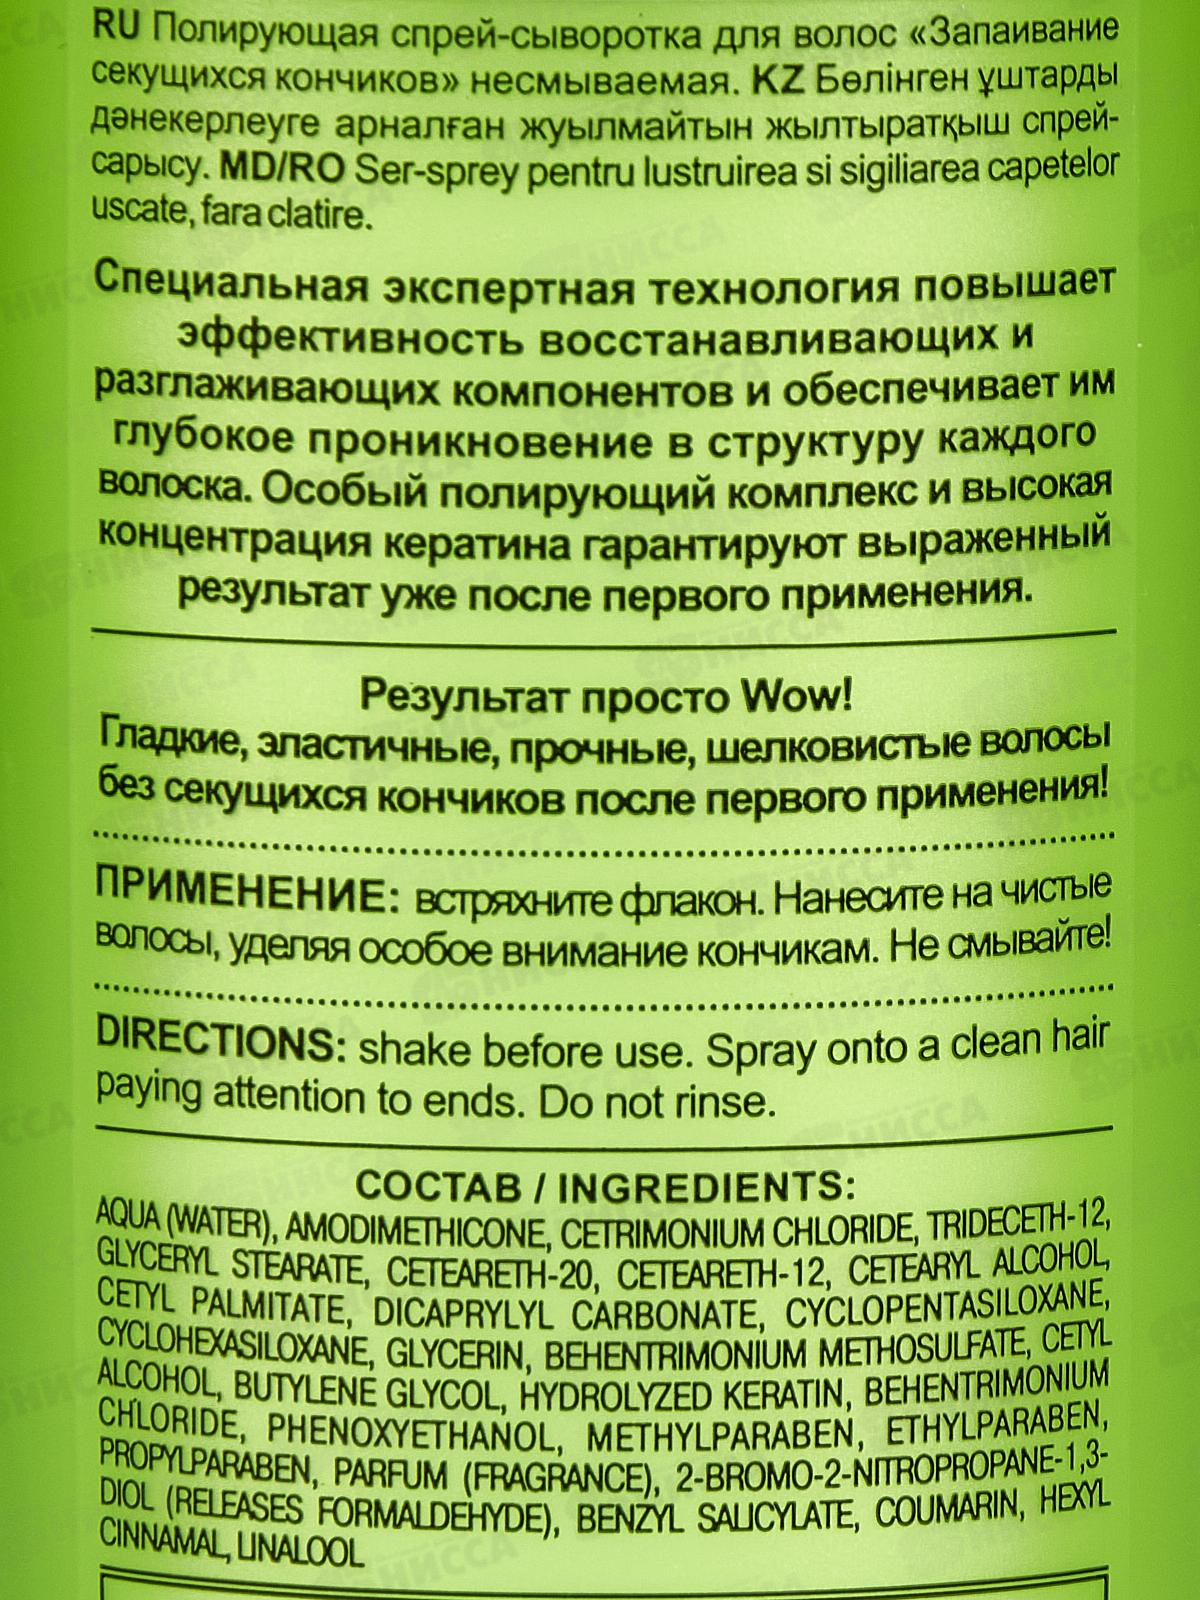 RU Полирующая спрей-сыворотка для волос «Запаивание
секущихся кончиков» несмываемая. KZ Бөлінген ұштарды
дәнекерлеуге арналған жуылмайтын жылтыратқыш спрей-
сарысу. MD/RO Ser-sprey pentru lustruirea si sigiliarea capetelor
uscate, fara clatire.
Специальная экспертная технология повышает
эффективность восстанавливающих и
разглаживающих компонентов и обеспечивает им
глубокое проникновение в структуру каждого
волоска. Особый полирующий комплекс и высокая
концентрация кератина гарантируют выраженный
результат уже после первого применения.
Результат просто Wow!
Гладкие, эластичные, прочные, шелковистые волосы
без секущихся кончиков после первого применения!
ПРИМЕНЕНИЕ: встряхните флакон. Нанесите на чистые
волосы, уделяя особое внимание кончикам. Не смывайте!
DIRECTIONS: shake before use. Spray onto a clean hair
paying attention to ends. Do not rinse.
СОСТАВ / INGREDIENTS:
AQUA (WATER), AMODIMETHICONE, CETRIMONIUM CHLORIDE, TRIDECETH-12,
GLYCERYL STEARATE, CETEARETH-20, CETEARETH-12, CETEARYL ALCOHOL,
CETYL PALMITATE, DICAPRYLYL CARBONATE, CYCLOPENTASILOXANE,
CYCLOHEXASILOXANE, GLYCERIN, BEHENTRIMONIUM METHOSULFATE, CETYL
ALCOHOL, BUTYLENE GLYCOL, HYDROLYZED KERATIN, BEHENTRIMONIUM
CHLORIDE, PHENOXYETHANOL, METHYLPARABEN, ETHYLPARABEN,
PROPYLPARABEN, PARFUM (FRAGRANCE), 2-BROMO-2-NITROPROPANE-1,3-
DIOL (RELEASES FORMALDEHYDE), BENZYL SALICYLATE, COUMARIN, HEXYL
CINNAMAL, LINALOOL